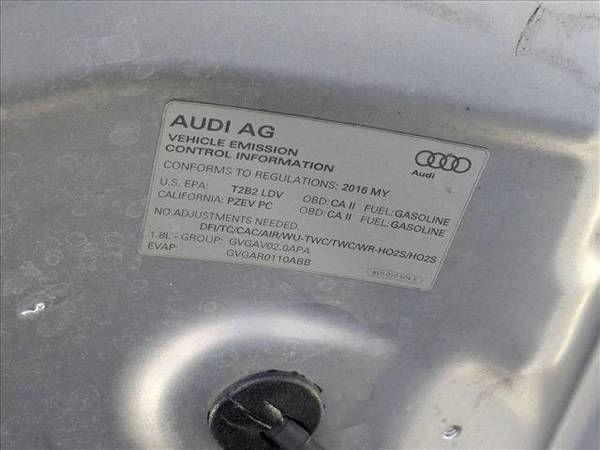 AUDI AG
VEHICLE EMISSION
CONTROL INFORMATION
Audi
CONFORMS TO REGULATIONS: 2016 MY
U.S. EPA: T2B2 LDV OBD: CA II FUEL: GASOLINE
CALIFORNIA: PZEV PC OBD: CA II FUEL: GASOLINE
NO ADJUSTMENTS NEEDED.
DFI/TC/CAC/AIR/WU-TWC/TWC/WR-HO2S/HO2S
1.8L - GROUP: GVGAV02.0APA
EVAP: GVGAR0110ABB